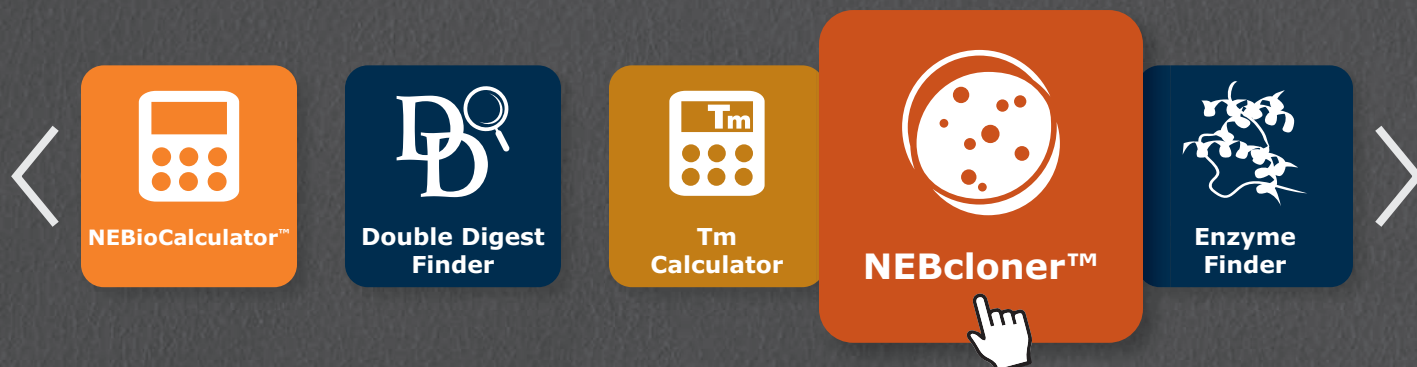 NEBioCalculator™
DD
Double Digest
Finder
Tm
Tm
Calculator
NEBcloner™
Enzyme
Finder